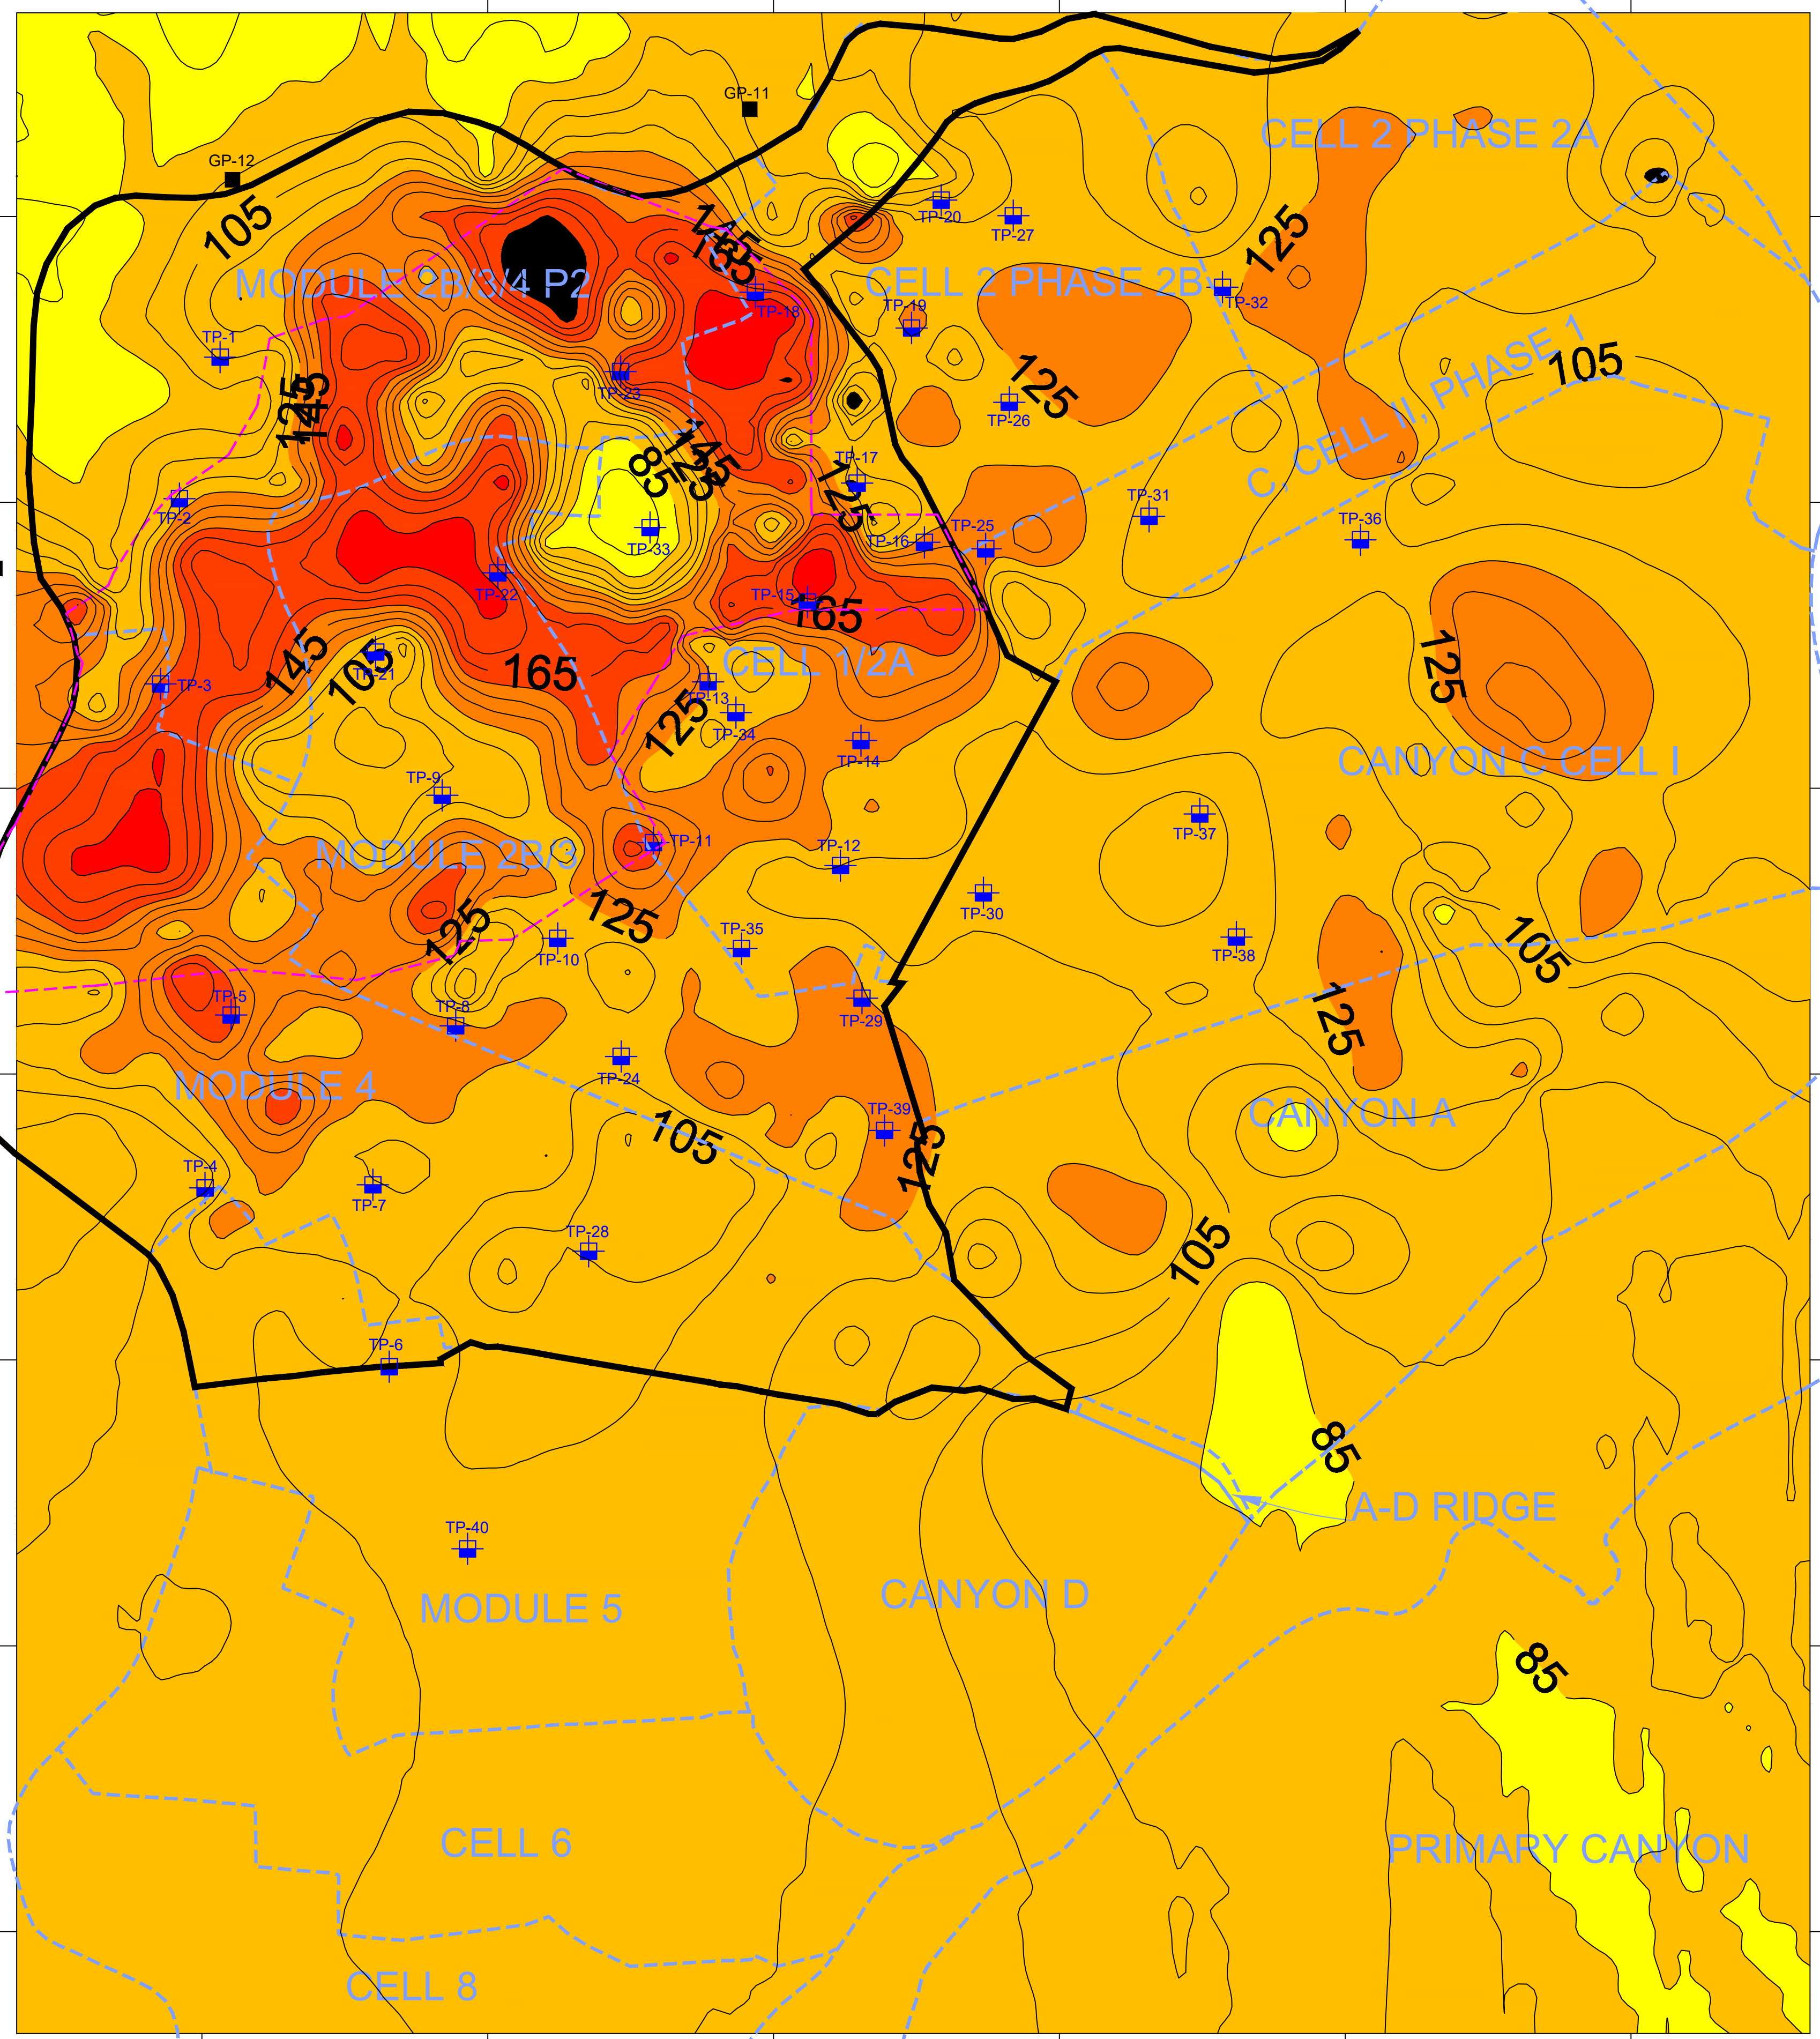 GP-11
CELL 2 PHASE 2A
GP-12
105
TP-20
TP-27
125
145
165
MODULE 2B/3/4 P2
CELL 2 PHASE 2B
TP-18
TP-32
TP-19
TP-1
C, CELL II, PHASE 1
105
TP-23
125
145
125
TP-26
85
125
145
TP-17
125
TP-2
TP-31
TP-25
TP-36
TP-16
TP-33
TP-22
TP-15
165
145
105
TP-21
165
CELL 1/2A
125
TP-3
TP-13
125
TP-34
TP-14
CANYON C CELL I
TP-9
MODULE 2B/3
TP-11
TP-12
TP-37
125
125
TP-30
TP-35
TP-10
TP-38
105
TP-5
TP-8
TP-29
125
TP-24
MODULE 4
CANYON A
105
TP-39
125
TP-4
TP-7
TP-28
105
TP-6
85
A-D RIDGE
TP-40
MODULE 5
CANYON D
85
CELL 6
PRIMARY CANYON
CELL 8